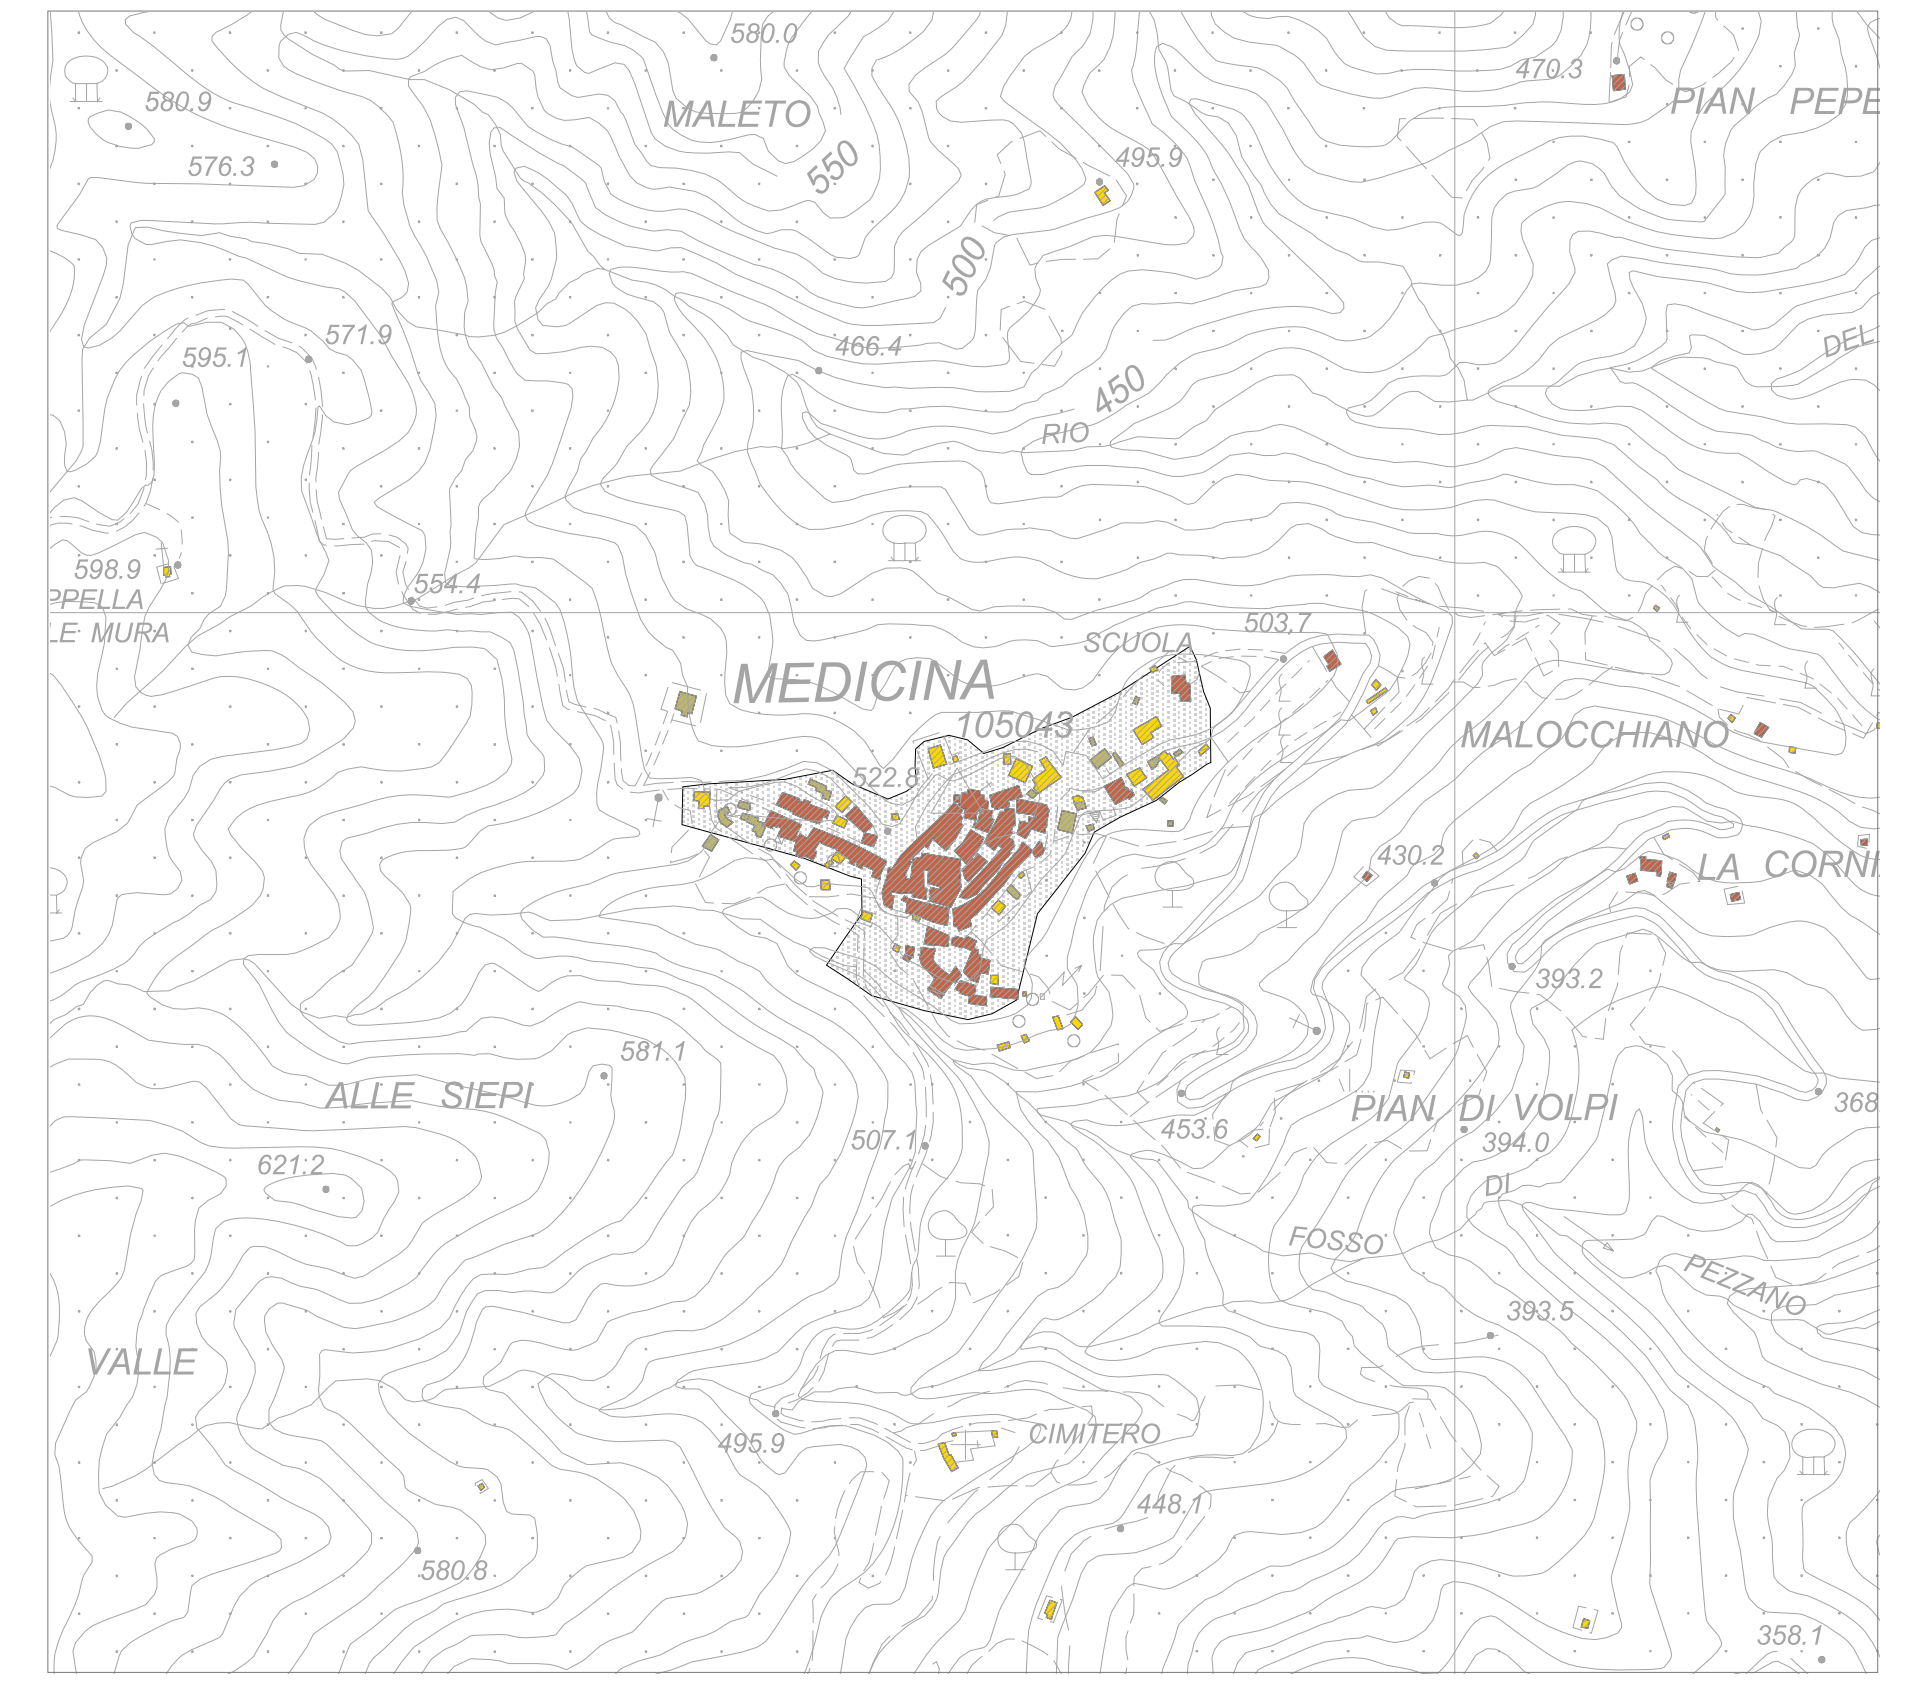 580.0
470.3
580.9
MALETO
PIAN PEPE
576.3
550
495.9
500
571.9
595.1
466.4
DEL
450
RIO
598.9
554.4
PPELLA
LE MURA
503.7
SCUOLA
MEDICINA
105043
MALOCCHIANO
522.8
430.2
LA CORNI
393.2
581.1
ALLE SIEPI
PIAN DI VOLPI
368
453.6
507.1
394.0
621.2
DI
FOSSO
PEZZANO
393.5
VALLE
495.9
CIMITERO
448.1
580.8
358.1